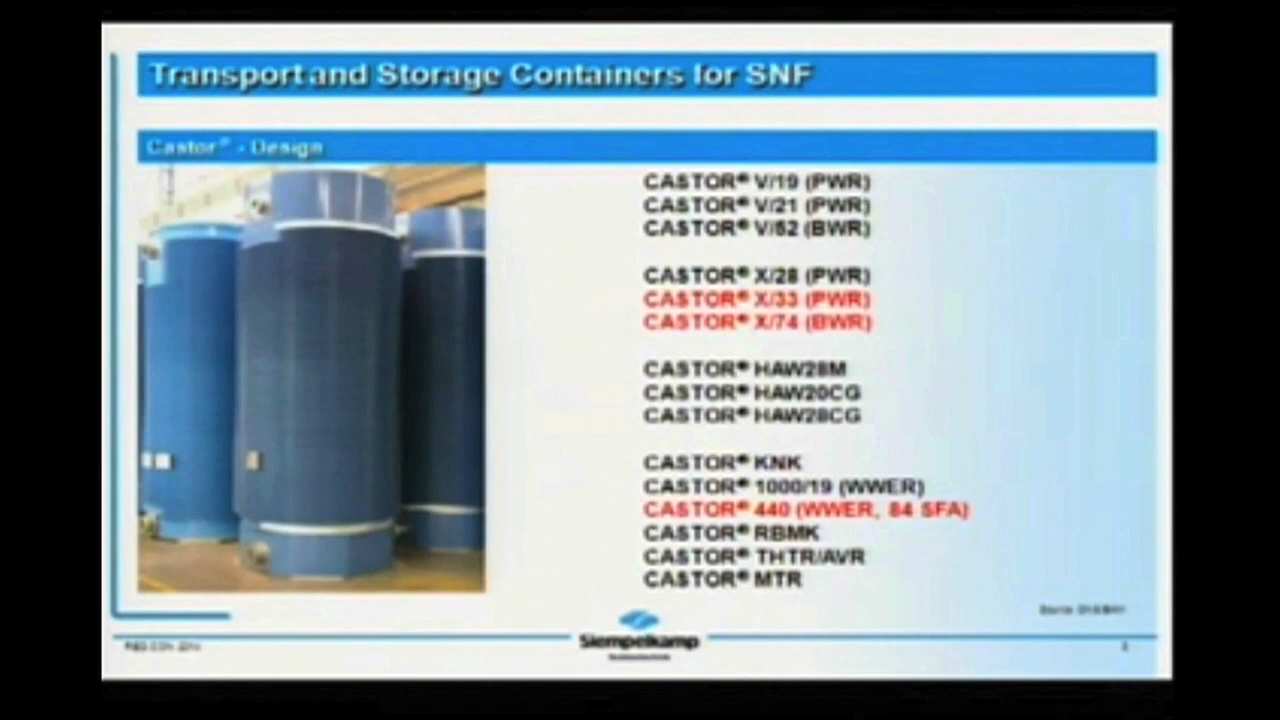 Transport and Storage Containers for SNF
Castor® - Design
CASTOR® V/19 (PWR)
CASTOR® V/21 (PWR)
CASTOR® V/52 (BWR)
CASTOR® X/28 (PWR)
CASTOR® X/33 (PWR)
CASTOR® X/74 (BWR)
CASTOR® HAW28M
CASTOR® HAW20CG
CASTOR® HAW28CG
CASTOR® KNK
CASTOR® 1000/19 (WWER)
CASTOR® 440 (WWER, 84 SFA)
CASTOR® RBMK
CASTOR® THTR/AVR
CASTOR® MTR
Siempelkamp